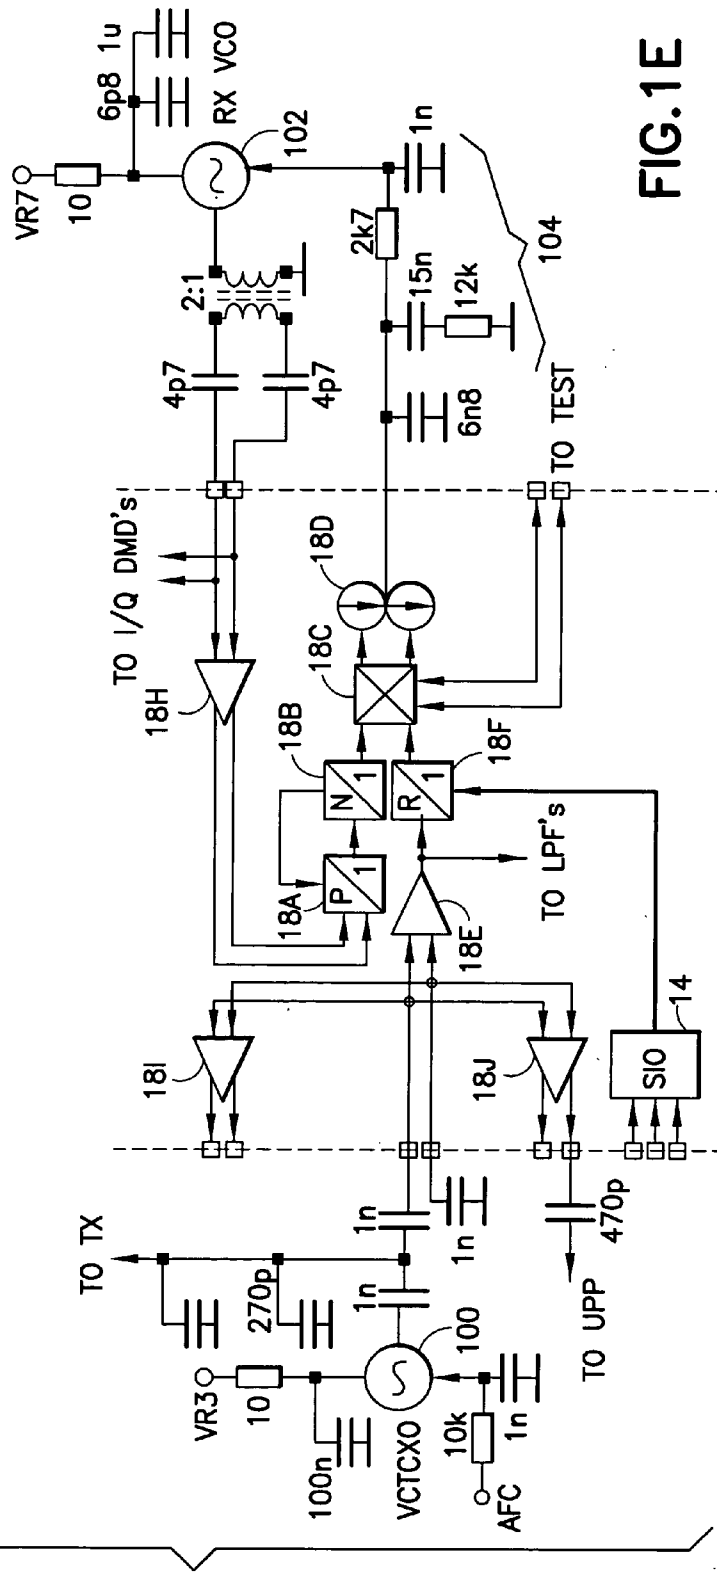 VR7
10
6p8
1u
RX VCO
102
2:1
4p7
4p7
2k7
1n
15n
12k
6n8
104
TO TEST
TO I/Q DMD's
18H
18D
18C
18B
18A
N
1
P
1
R
1
18F
18E
TO LPF's
18I
18J
14
SIO
TO TX
270p
1n
1n
1n
470p
TO UPP
VR3
10
100n
100
VCTCXO
10k
1n
AFC
FIG.1E